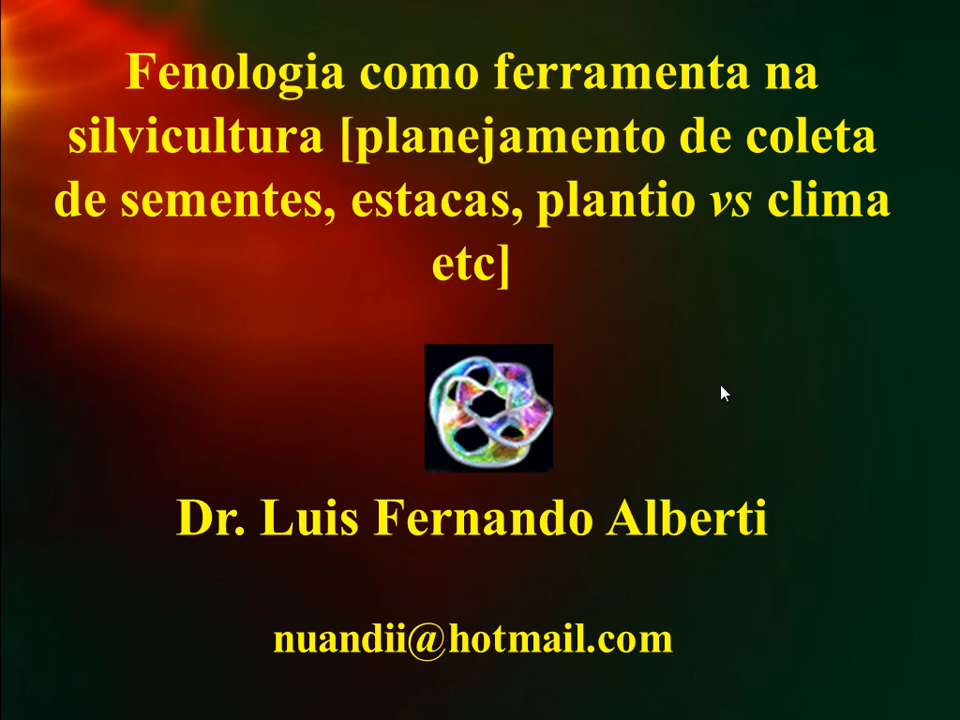 Fenologia como ferramenta na
silvicultura [planejamento de coleta
de sementes, estacas, plantio vs clima
etc]
Dr. Luis Fernando Alberti
nuandii@hotmail.com